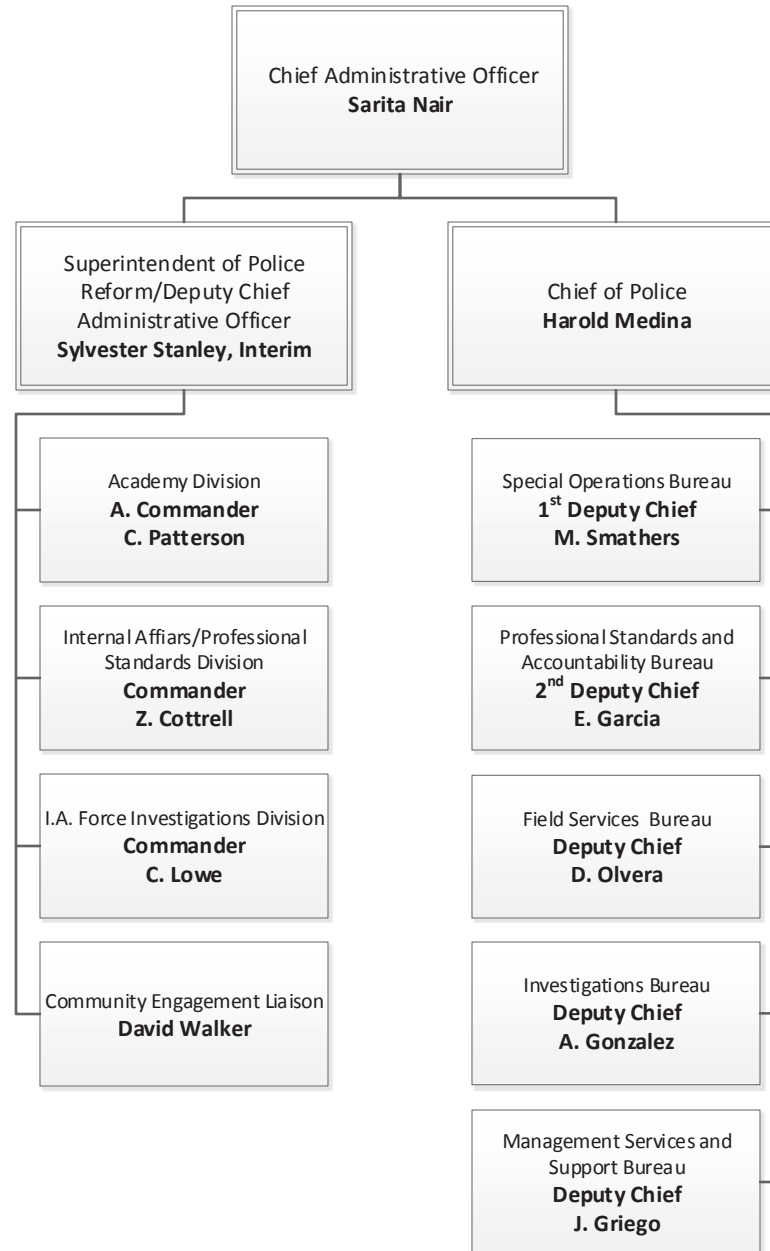 Chief Administrative Officer
Sarita Nair
Superintendent of Police
Reform/Deputy Chief
Administrative Officer
Sylvester Stanley, Interim
Chief of Police
Harold Medina
Academy Division
A. Commander
C. Patterson
Internal Affiars/Professional
Standards Division
Commander
Z. Cottrell
I.A. Force Investigations Division
Commander
C. Lowe
Community Engagement Liaison
David Walker
Special Operations Bureau
1st Deputy Chief
M. Smathers
Professional Standards and
Accountability Bureau
2nd Deputy Chief
E. Garcia
Field Services Bureau
Deputy Chief
D. Olvera
Investigations Bureau
Deputy Chief
A. Gonzalez
Management Services and
Support Bureau
Deputy Chief
J. Griego